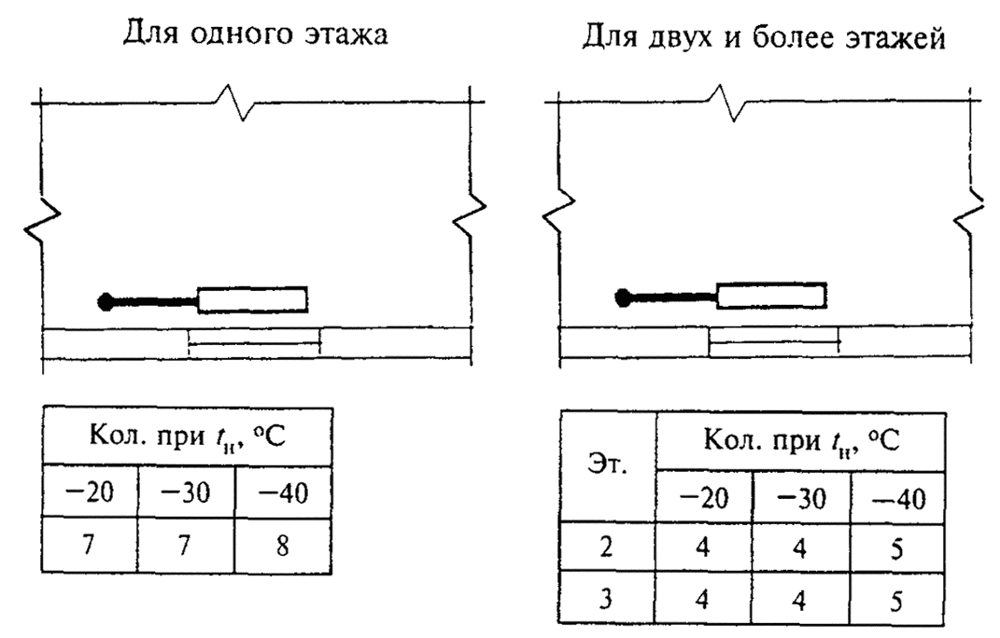 Для одного этажа
Кол. при tн, °С
−20 −30 −40
7 7 8
Для двух и более этажей
Эт. Кол. при tн, °С
−20 −30 −40
2 4 4 5
3 4 4 5